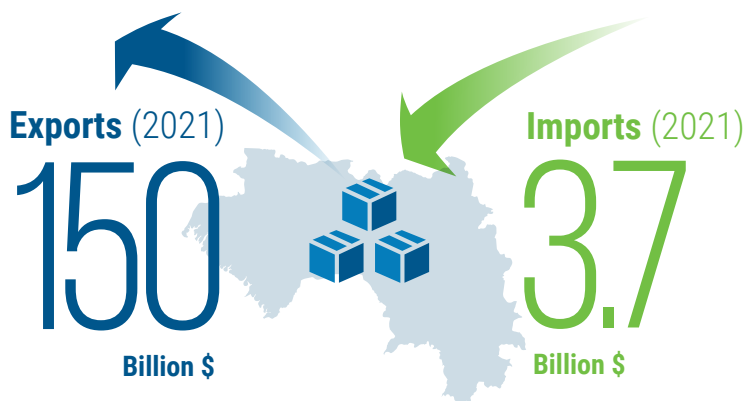 Exports (2021)
150
Billion $
Imports (2021)
3.7
Billion $